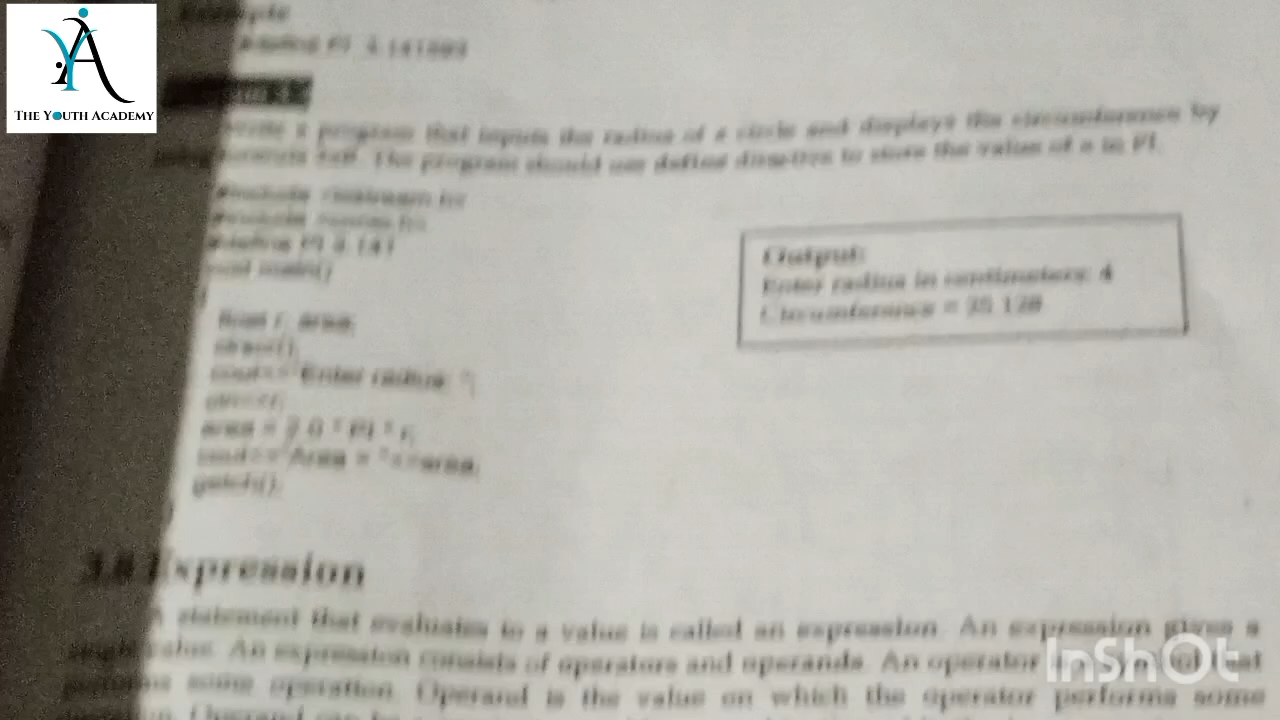 THE YOUTH ACADEMY
Example
#define PI 3.141593
a program that inputs the radius of a circle and displays the circumference by
using formula 2πR. The program should use define directive to store the value of π in PI.
#include <iostream.h>
#include <conio.h>
#define PI 3.141
void main()
float r, area;
clrscr();
cout<<"Enter radius: ";
cin>>r;
area = 2.0 * PI * r;
cout<<"Area = "<<area;
getch();
}
Output:
Enter radius in centimeters: 4
Circumference = 25.128
3.8 Expression
A statement that evaluates to a value is called an expression. An expression gives a
single value. An expression consists of operators and operands. An operator is a symbol that
performs some operation. Operand is the value on which the operator performs some
InShOt